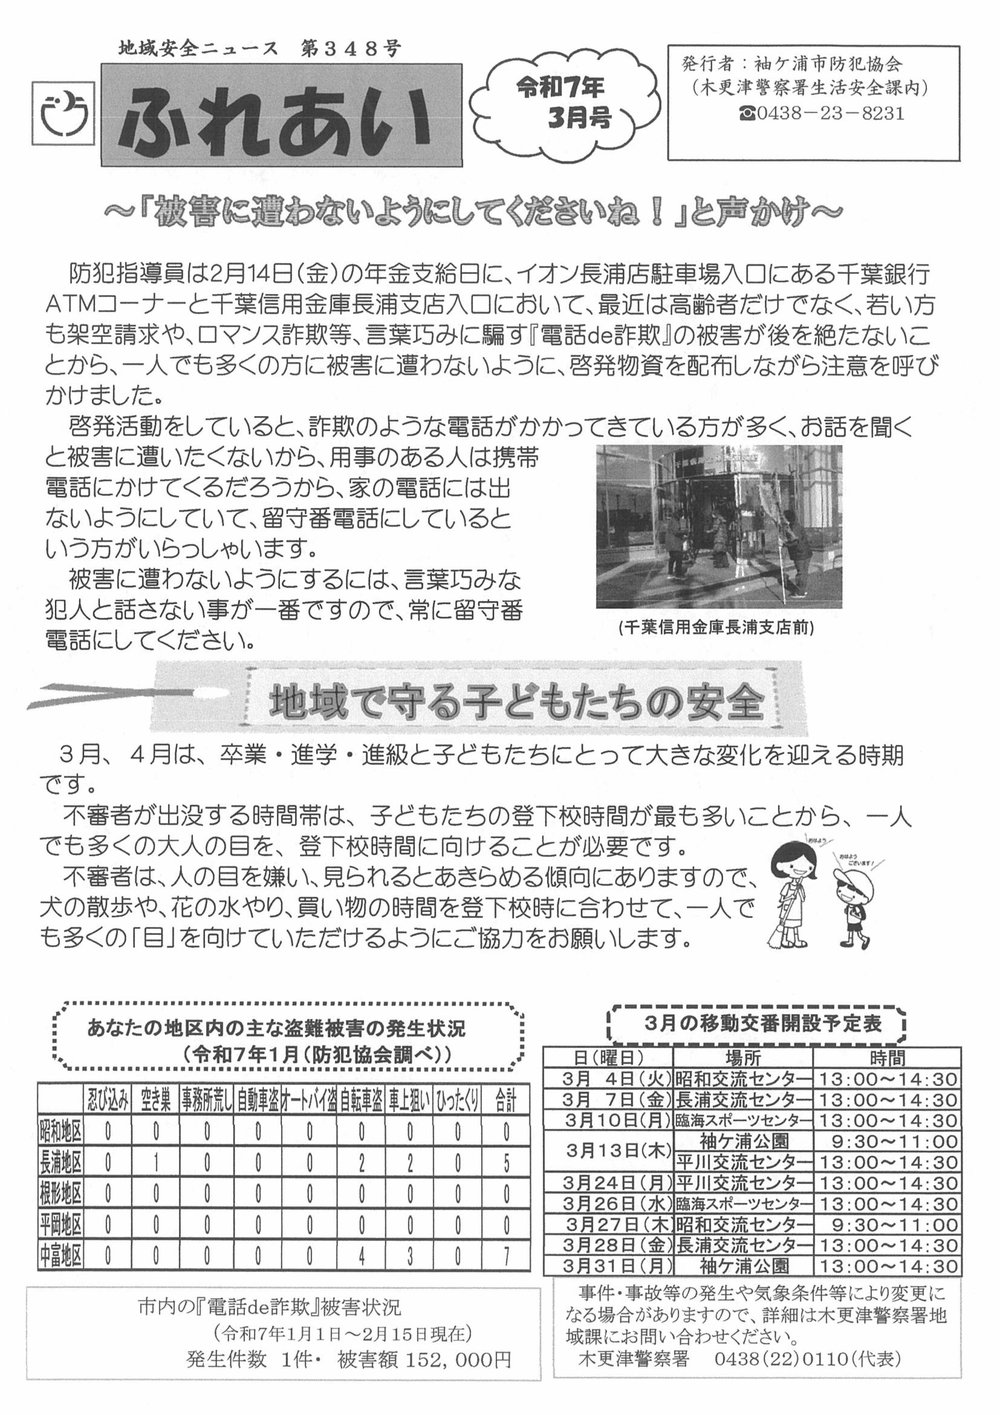 地域安全ニュース　第３４８号
ふれあい
令和7年
3月号
発行者：袖ケ浦市防犯協会
（木更津警察署生活安全課内）
☎0438－23－8231
～「被害に遭わないようにしてくださいね！」と声かけ～
防犯指導員は2月14日(金)の年金支給日に、イオン長浦店駐車場入口にある千葉銀行
ATMコーナーと千葉信用金庫長浦支店入口において、最近は高齢者だけでなく、若い方
も架空請求や、ロマンス詐欺等、言葉巧みに騙す『電話de詐欺』の被害が後を絶たないこ
とから、一人でも多くの方に被害に遭わないように、啓発物資を配布しながら注意を呼び
かけました。
啓発活動をしていると、詐欺のような電話がかかってきている方が多く、お話を聞く
と被害に遭いたくないから、用事のある人は携帯
電話にかけてくるだろうから、家の電話には出
ないようにしていて、留守番電話にしていると
いう方がいらっしゃいます。
被害に遭わないようにするには、言葉巧みな
犯人と話さない事が一番ですので、常に留守番
電話にしてください。
(千葉信用金庫長浦支店前)
地域で守る子どもたちの安全
３月、４月は、卒業・進学・進級と子どもたちにとって大きな変化を迎える時期
です。
不審者が出没する時間帯は、子どもたちの登下校時間が最も多いことから、一人
でも多くの大人の目を、登下校時間に向けることが必要です。
不審者は、人の目を嫌い、見られるとあきらめる傾向にありますので、
犬の散歩や、花の水やり、買い物の時間を登下校時に合わせて、一人で
も多くの「目」を向けていただけるようにご協力をお願いします。
おはよう
おはよう
ございます！
あなたの地区内の主な盗難被害の発生状況
（令和7年1月（防犯協会調べ））
忍び込み 空き巣 事務所荒し 自動車盗 オートバイ盗 自転車盗 車上狙い ひったくり 合計
昭和地区 0 0 0 0 0 0 0 0 0
長浦地区 0 1 0 0 0 2 2 0 5
根形地区 0 0 0 0 0 0 0 0 0
平岡地区 0 0 0 0 0 0 0 0 0
中富地区 0 0 0 0 0 4 3 0 7
市内の『電話de詐欺』被害状況
（令和7年1月1日～2月15日現在）
発生件数　1件・　被害額 152，000円
3月の移動交番開設予定表
日（曜日） 場所 時間
3月　4日（火） 昭和交流センター 13：00～14：30
3月　7日（金） 長浦交流センター 13：00～14：30
3月10日（月） 臨海スポーツセンター 13：00～14：30
3月13日（木） 袖ケ浦公園 9：30～11：00
平川交流センター 13：00～14：30
3月24日（月） 平川交流センター 13：00～14：30
3月26日（水） 臨海スポーツセンター 13：00～14：30
3月27日（木） 昭和交流センター 9：30～11：00
3月28日（金） 長浦交流センター 13：00～14：30
3月31日（月） 袖ケ浦公園 13：00～14：30
事件・事故等の発生や気象条件等により変更に
なる場合がありますので、詳細は木更津警察署地
域課にお問い合わせください。
木更津警察署　0438（22）0110（代表）